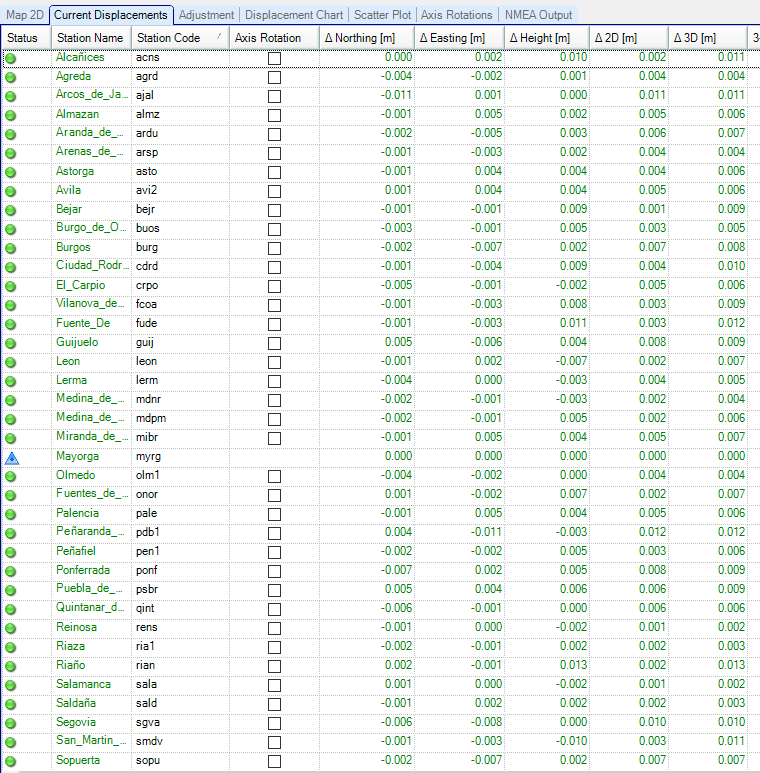 Map 2D Current Displacements Adjustment Displacement Chart Scatter Plot Axis Rotations NMEA Output
Status Station Name Station Code Axis Rotation Δ Northing [m] Δ Easting [m] Δ Height [m] Δ 2D [m] Δ 3D [m] 3-
Alcañices acns 0.000 0.002 0.010 0.002 0.011
Agreda agrd -0.004 -0.002 0.001 0.004 0.004
Arcos_de_Ja... ajal -0.011 0.001 0.000 0.011 0.011
Almazan almz -0.001 0.005 0.002 0.005 0.006
Aranda_de_... ardu -0.002 -0.005 0.003 0.006 0.007
Arenas_de_... arsp -0.001 -0.003 0.002 0.004 0.004
Astorga asto -0.001 0.004 0.004 0.004 0.006
Avila avi2 0.001 0.004 0.004 0.005 0.006
Bejar bejr -0.001 -0.001 0.009 0.001 0.009
Burgo_de_O... buos -0.003 -0.001 0.005 0.003 0.005
Burgos burg -0.002 -0.007 0.002 0.007 0.008
Ciudad_Rodr... cdrd -0.001 -0.004 0.009 0.004 0.010
El_Carpio crpo -0.005 -0.001 -0.002 0.005 0.006
Vilanova_de... fcoa -0.001 -0.003 0.008 0.003 0.009
Fuente_De fude -0.001 -0.003 0.011 0.003 0.012
Guijuelo guij 0.005 -0.006 0.004 0.008 0.009
Leon leon -0.001 0.002 -0.007 0.002 0.007
Lerma lerm -0.004 0.000 -0.003 0.004 0.005
Medina_de_... mdnr -0.002 -0.001 -0.003 0.002 0.004
Medina_de_... mdpm -0.002 -0.001 0.005 0.002 0.006
Miranda_de_... mibr -0.001 0.005 0.004 0.005 0.007
Mayorga myrg 0.000 0.000 0.000 0.000 0.000
Olmedo olm1 -0.004 -0.002 0.000 0.004 0.004
Fuentes_de_... onor 0.001 -0.002 0.007 0.002 0.007
Palencia pale -0.001 0.005 0.004 0.005 0.006
Peñaranda_... pdb1 0.004 -0.011 -0.003 0.012 0.012
Peñafiel pen1 -0.002 -0.002 0.005 0.003 0.006
Ponferrada ponf -0.007 0.002 0.005 0.008 0.009
Puebla_de_... psbr 0.005 0.004 0.006 0.006 0.009
Quintanar_d... qint -0.006 -0.001 0.000 0.006 0.006
Reinosa rens -0.001 0.000 -0.002 0.001 0.002
Riaza ria1 -0.002 -0.001 0.002 0.002 0.003
Riaño rian 0.002 -0.001 0.013 0.002 0.013
Salamanca sala 0.001 0.000 -0.002 0.001 0.002
Saldaña sald -0.001 0.002 0.002 0.002 0.003
Segovia sgva -0.006 -0.008 0.000 0.010 0.010
San_Martin_... smdv -0.001 -0.003 -0.010 0.003 0.011
Sopuerta sopu -0.002 -0.007 0.002 0.007 0.007